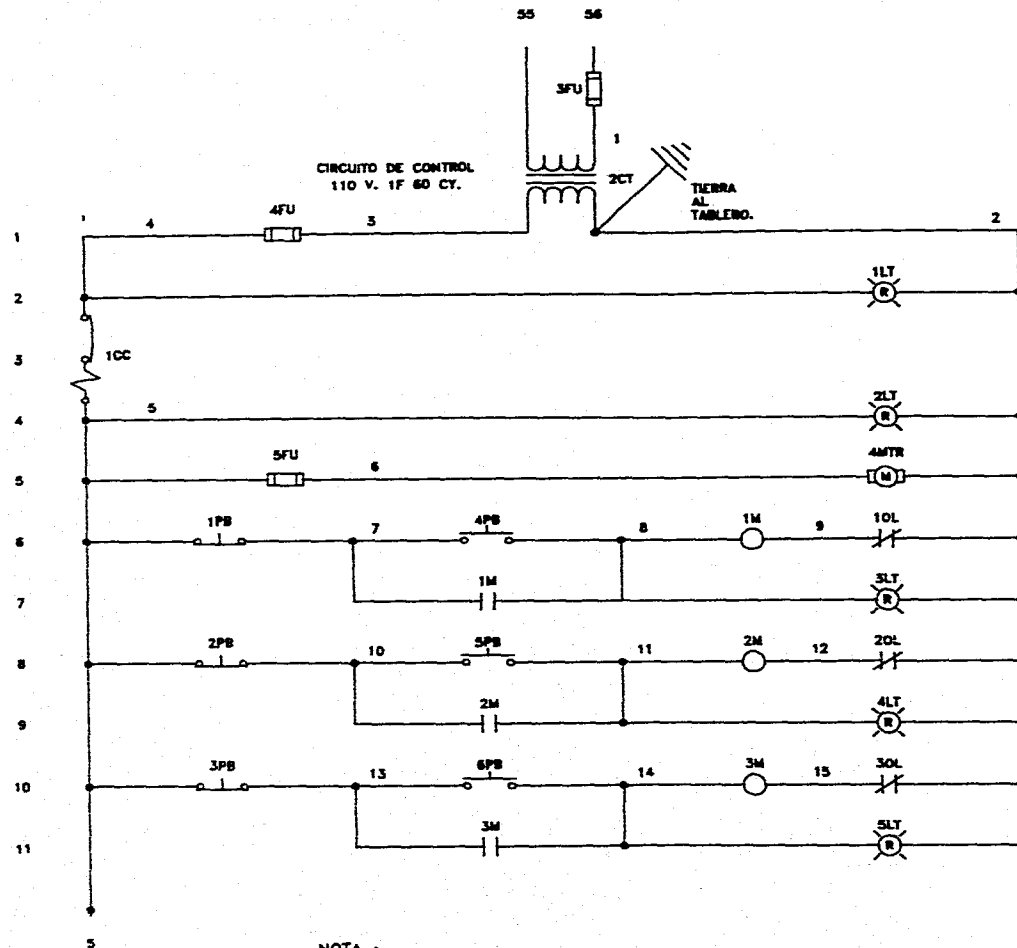 55 56
3FU
1
CIRCUITO DE CONTROL
110 V. 1F 60 CY.
2CT
TIERRA
AL
TABLERO.
1 4 4FU 3 2
2 1LT
R
3 1CC
4 5 2LT
R
5 5FU 6 4MTR
M
6 1PB 7 4PB 8 1M 9 1OL
7 1M 3LT
R
8 2PB 10 5PB 11 2M 12 2OL
9 2M 4LT
R
10 3PB 13 6PB 14 3M 15 3OL
11 3M 5LT
R
5
NOTA :